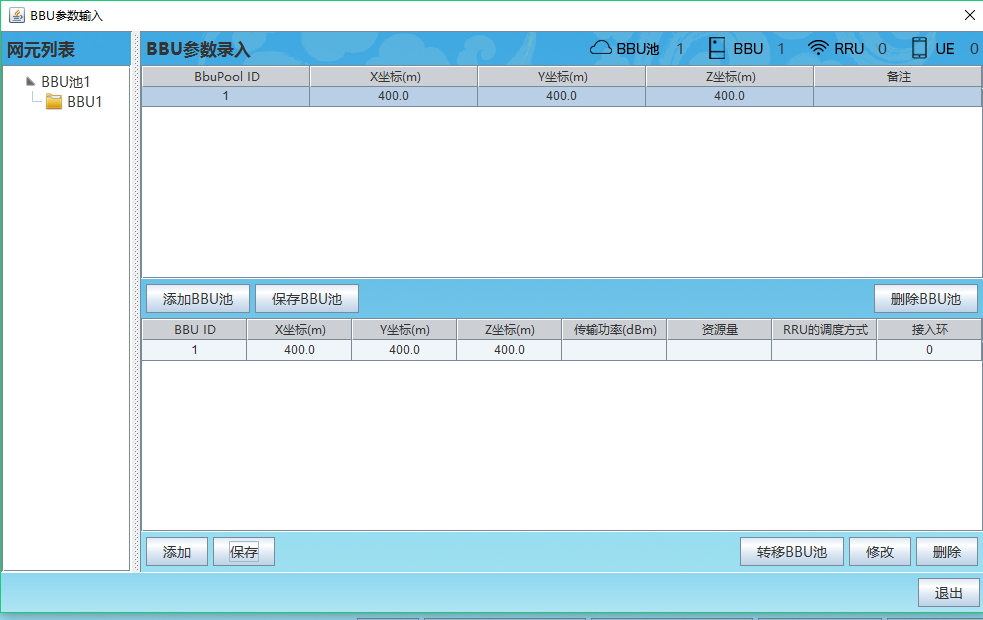 BBU参数输入
网元列表
BBU池1
BBU1
BBU参数录入 BBU池 1 BBU 1 RRU 0 UE 0
BbuPool ID X坐标(m) Y坐标(m) Z坐标(m) 备注
1 400.0 400.0 400.0
添加BBU池 保存BBU池 删除BBU池
BBU ID X坐标(m) Y坐标(m) Z坐标(m) 传输功率(dBm) 资源量 RRU的调度方式 接入环
1 400.0 400.0 400.0 0
添加 保存 转移BBU池 修改 删除
退出